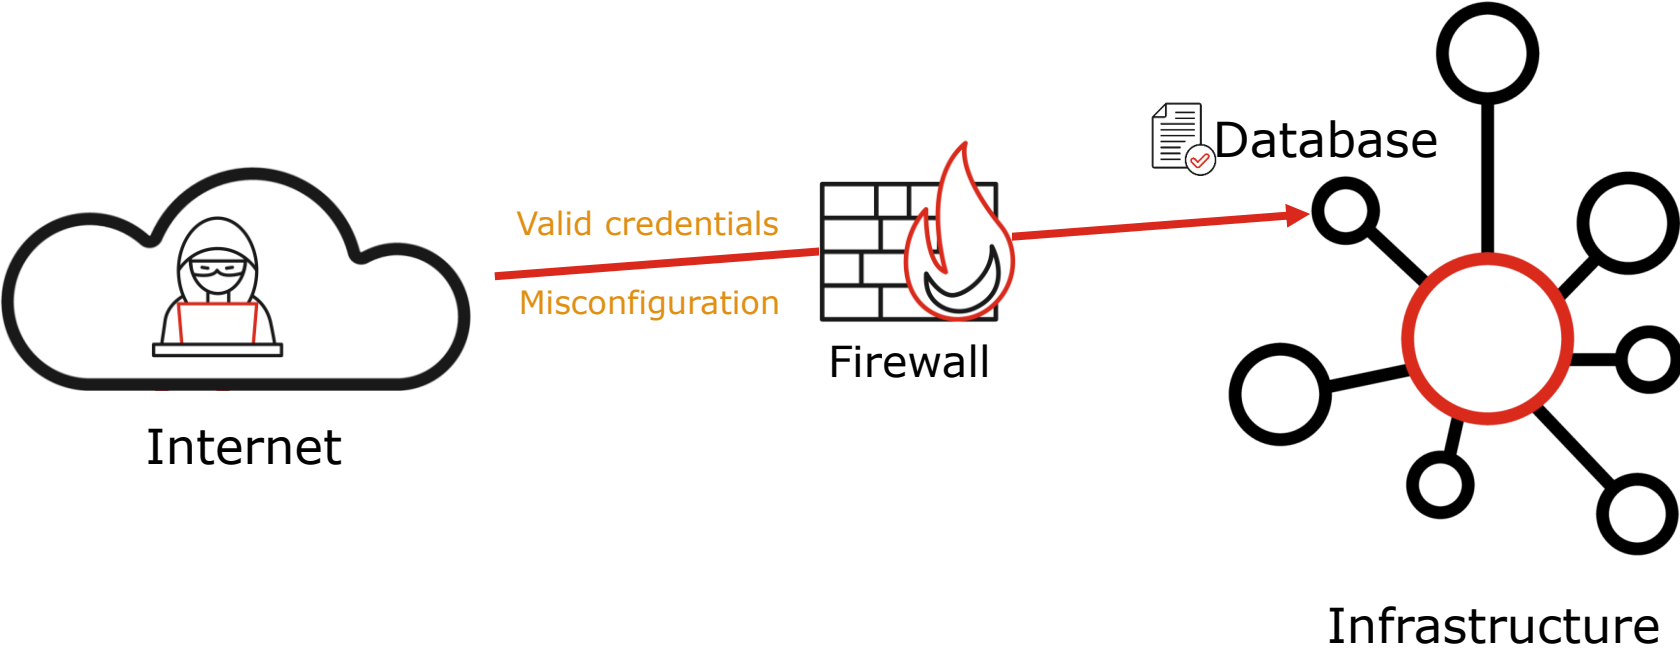 Database
Valid credentials
Misconfiguration
Firewall
Internet
Infrastructure